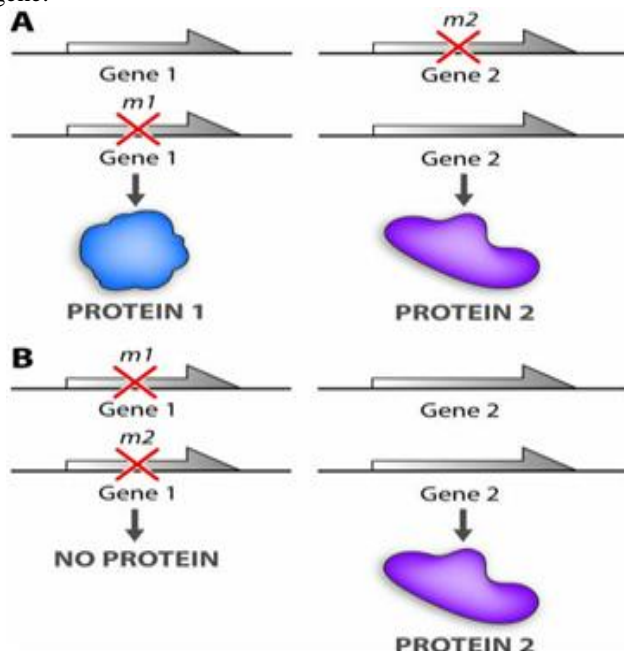 gene.
A
m2
Gene 1 Gene 2
m1
Gene 1 Gene 2
PROTEIN 1 PROTEIN 2
B
m1
Gene 1 Gene 2
m2
Gene 1 Gene 2
NO PROTEIN
PROTEIN 2